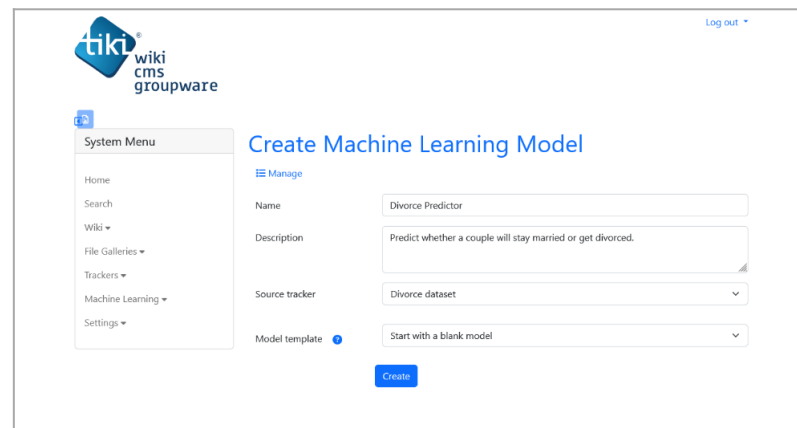 Log out
tiki®
wiki
cms
groupware
System Menu
Home
Search
Wiki
File Galleries
Trackers
Machine Learning
Settings
Create Machine Learning Model
Manage
Name
Divorce Predictor
Description
Predict whether a couple will stay married or get divorced.
Source tracker
Divorce dataset
Model template ?
Start with a blank model
Create